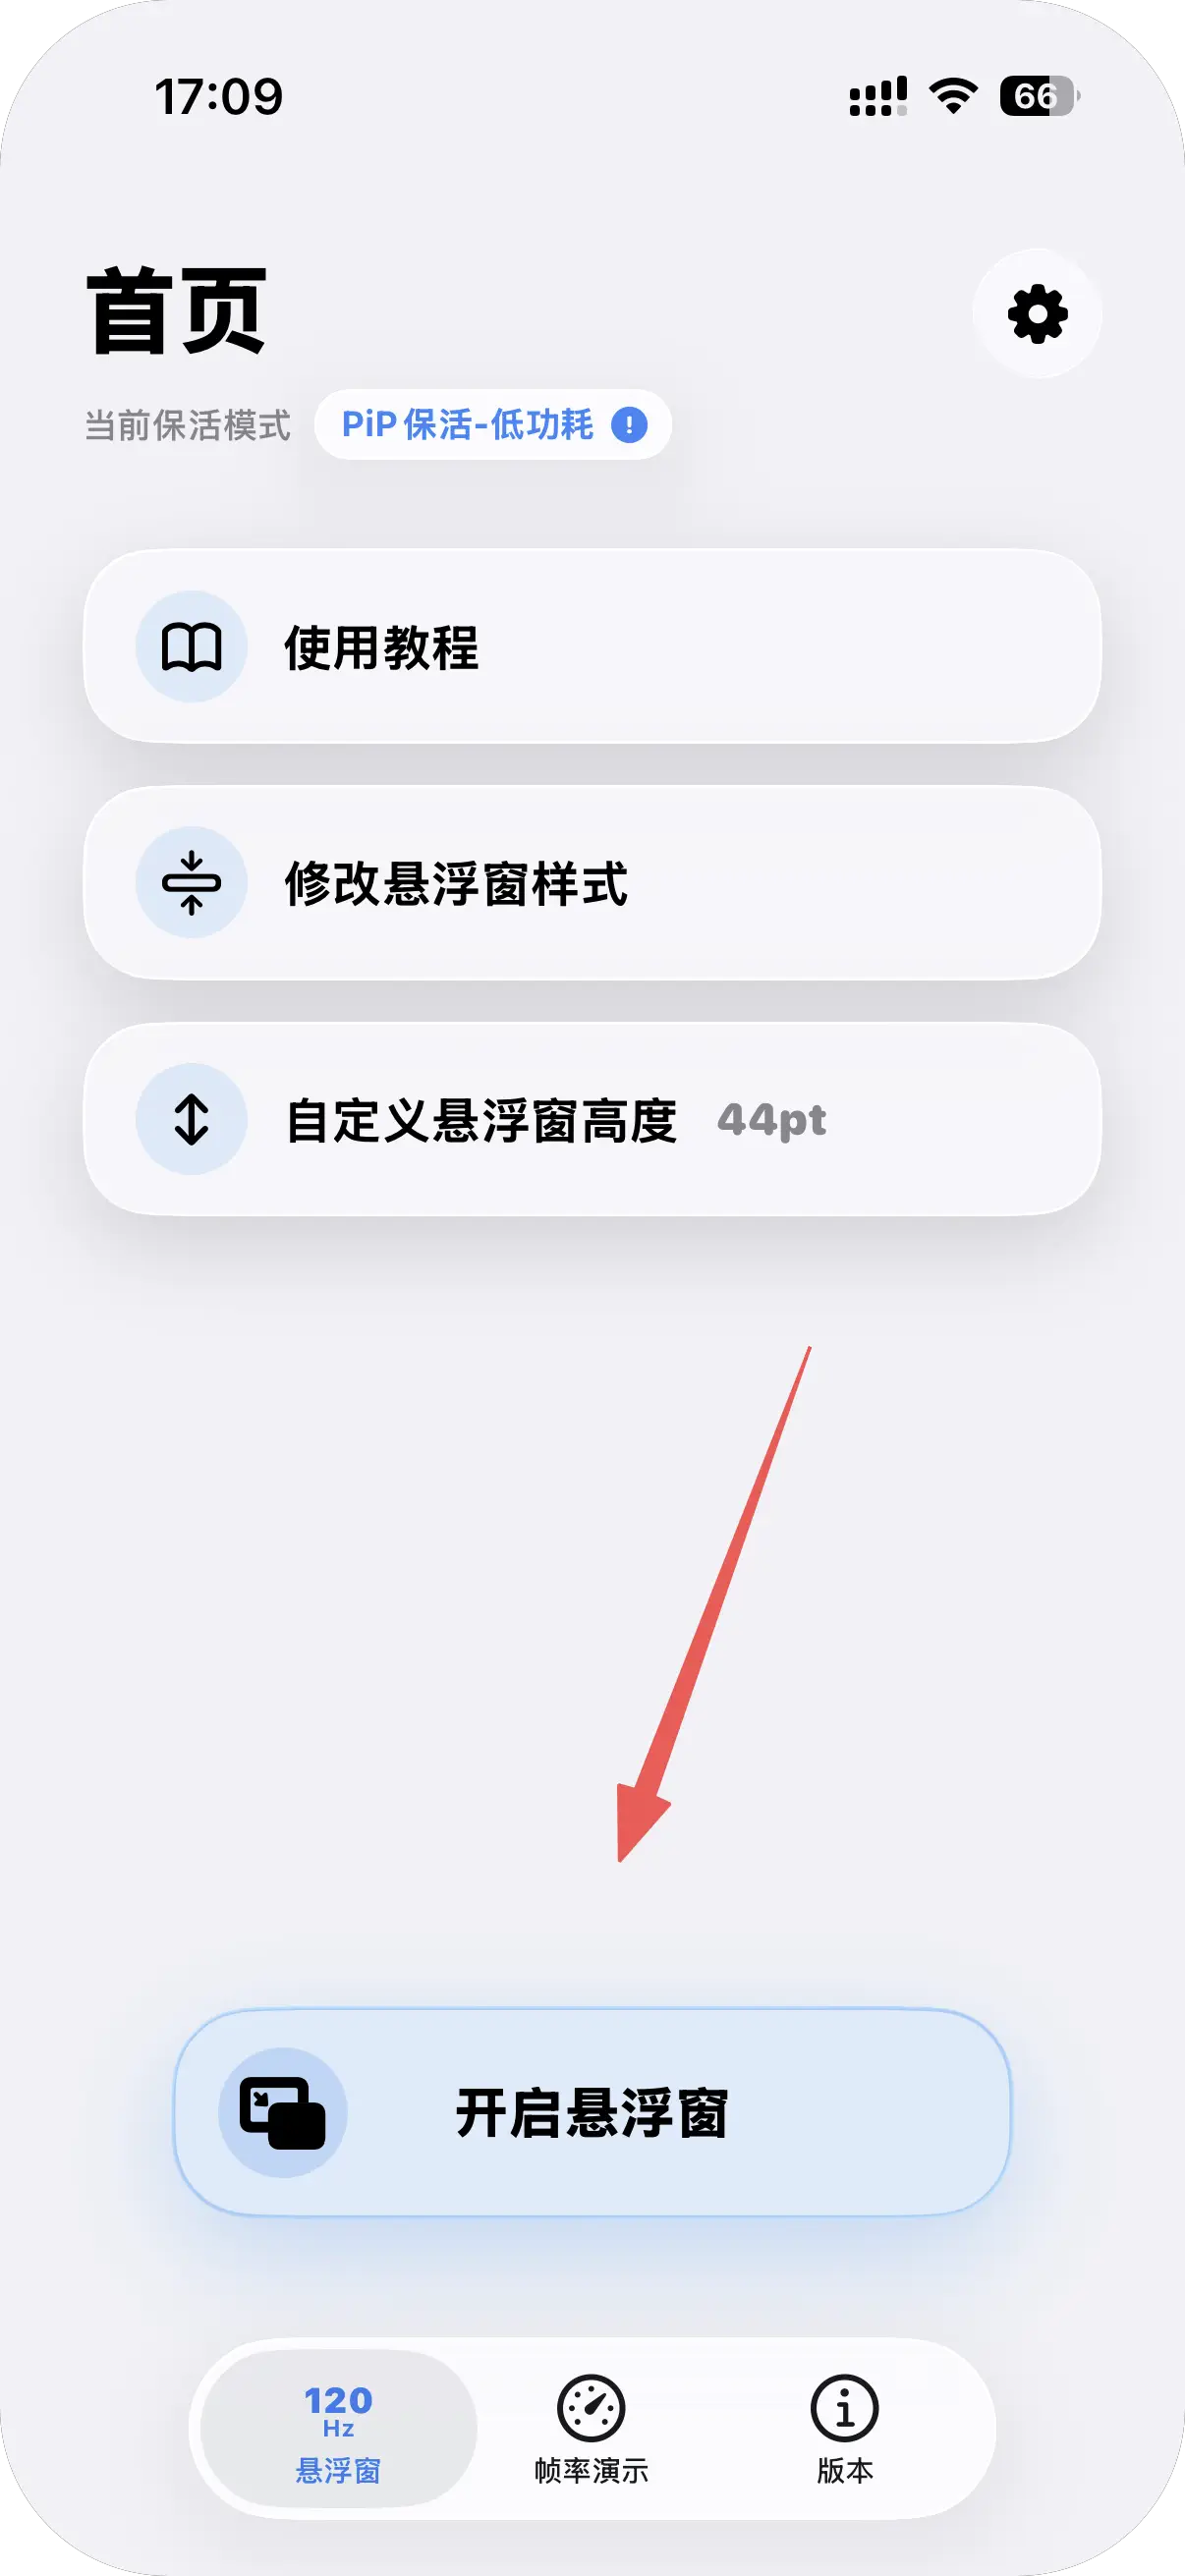 17:09
66
首页
当前保活模式 PiP 保活-低功耗
使用教程
修改悬浮窗样式
自定义悬浮窗高度 44pt
开启悬浮窗
120
Hz
悬浮窗 帧率演示 版本